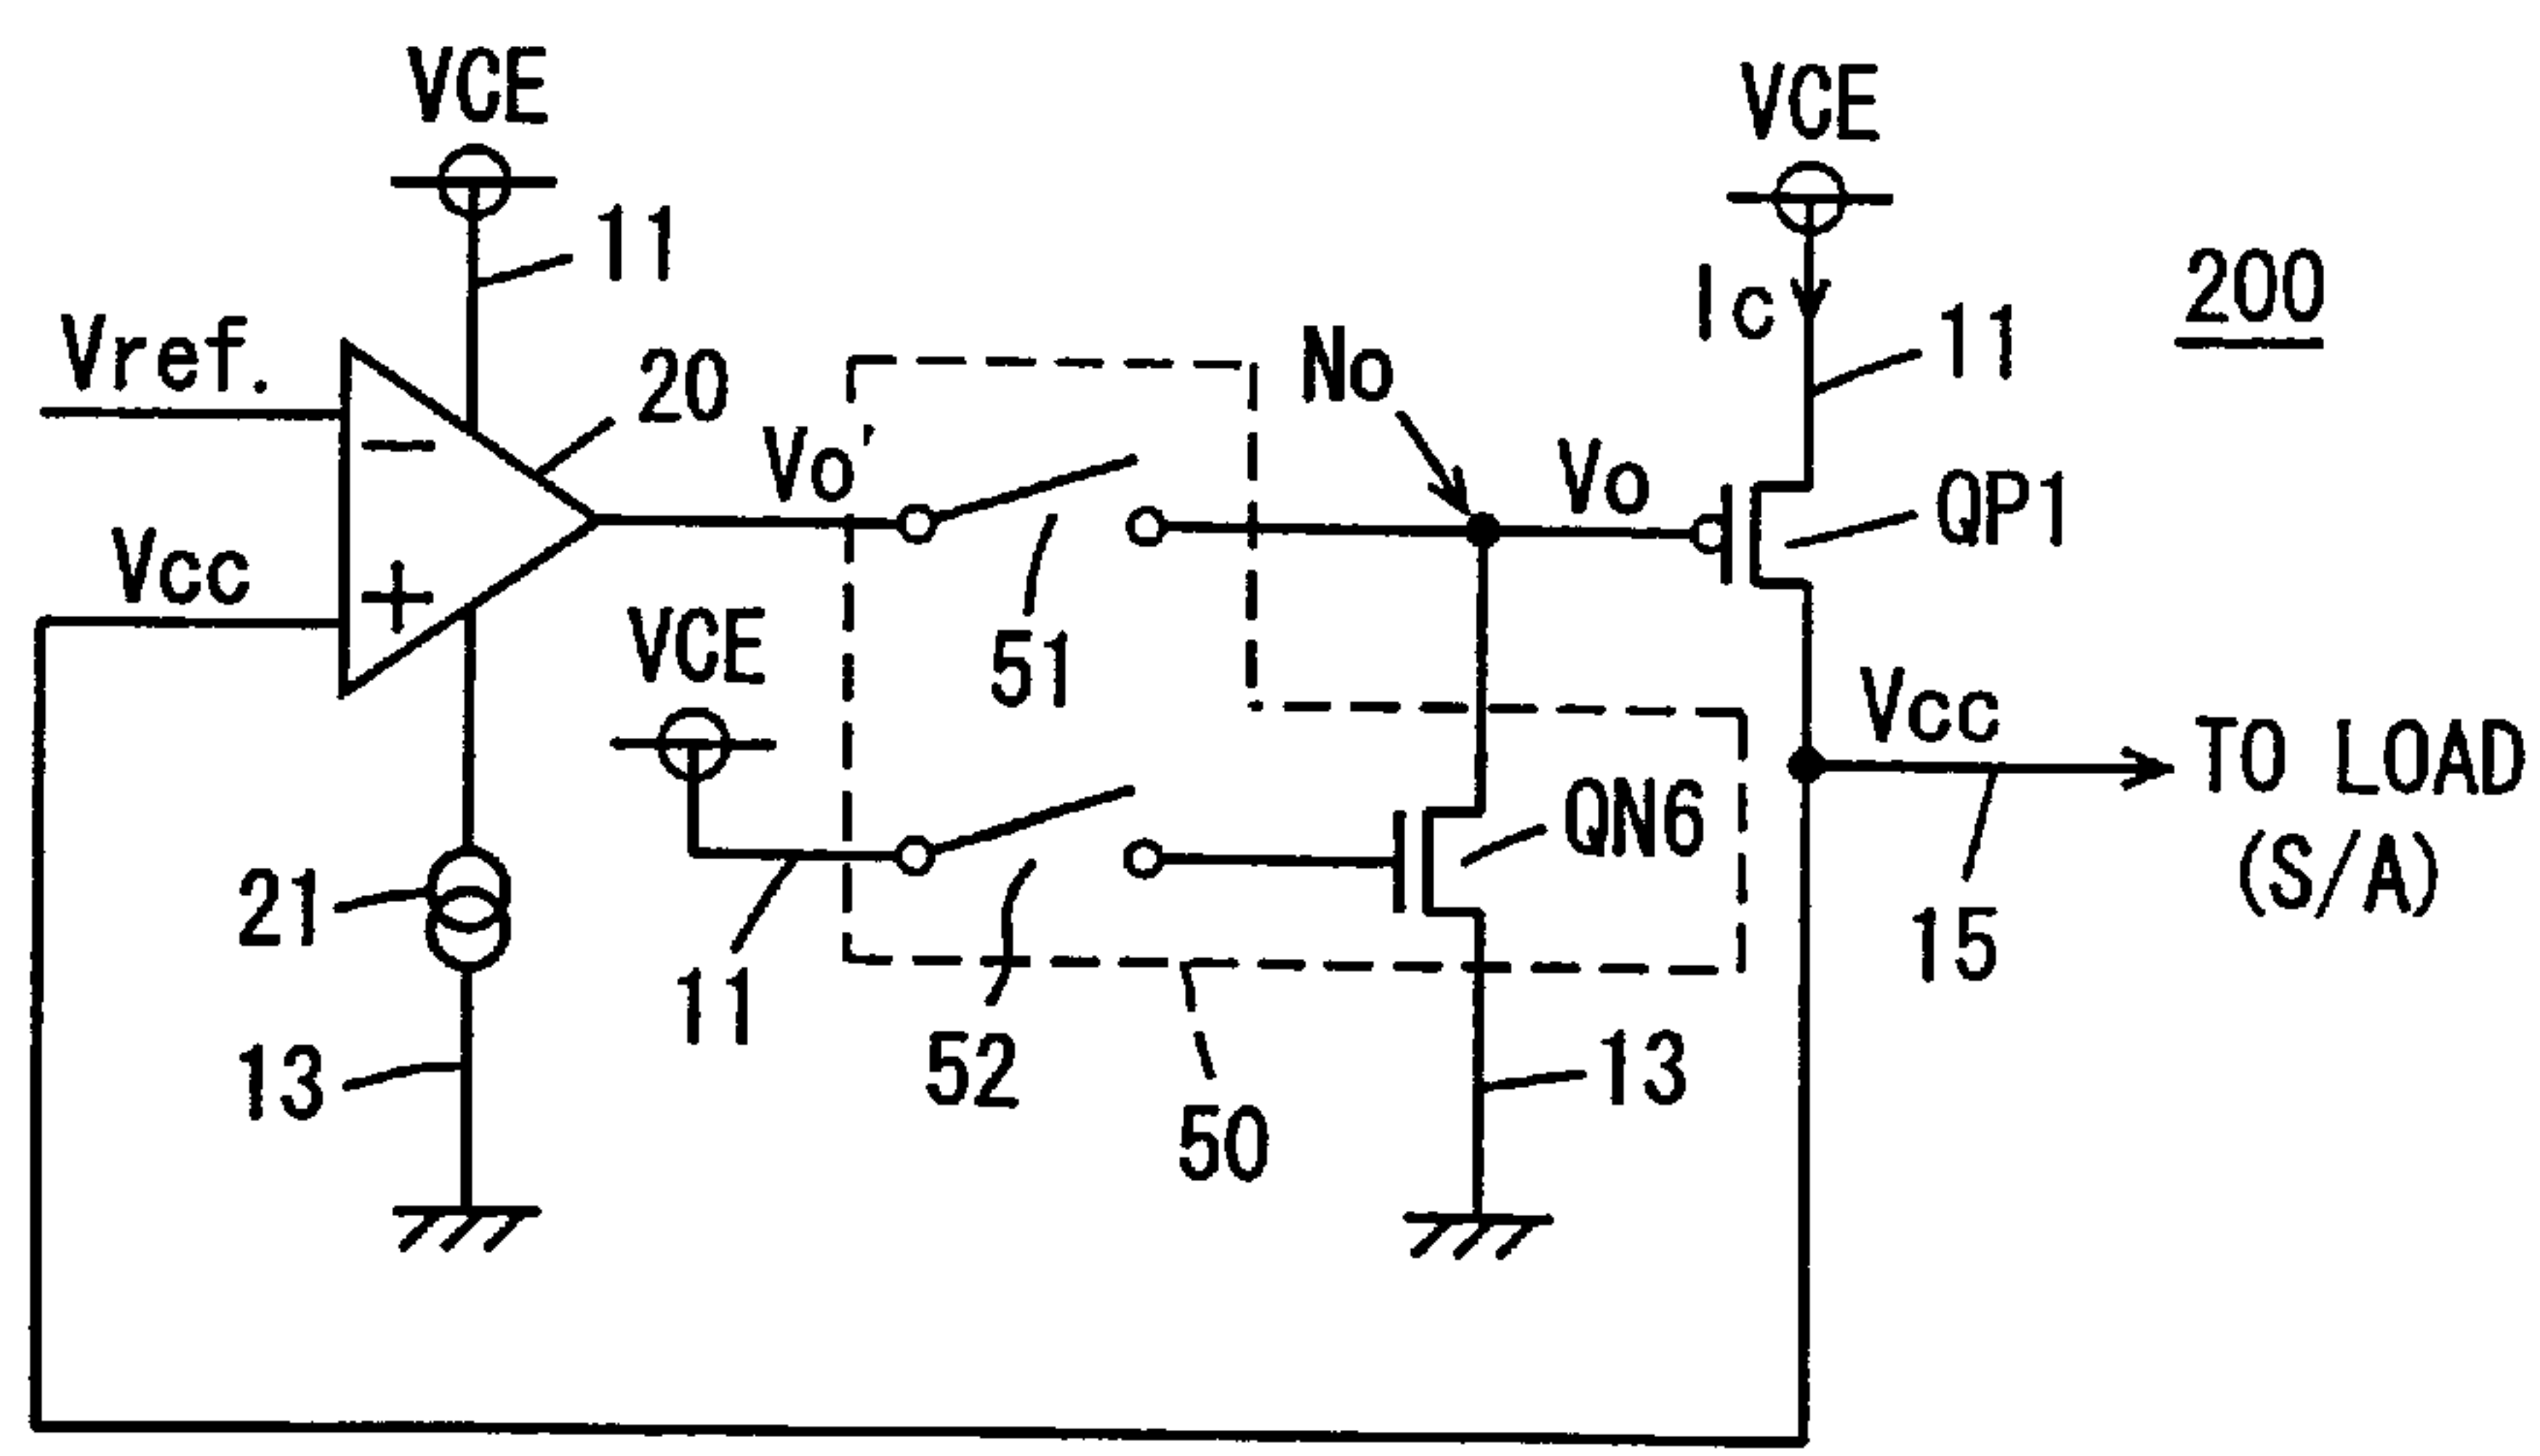 VCE
VCE
11
Ic
200
11
Vref.
20
No
Vo'
Vo
QP1
−
Vcc
+
VCE
51
Vcc
TO LOAD
(S/A)
QN6
21
15
11
13
52
13
50